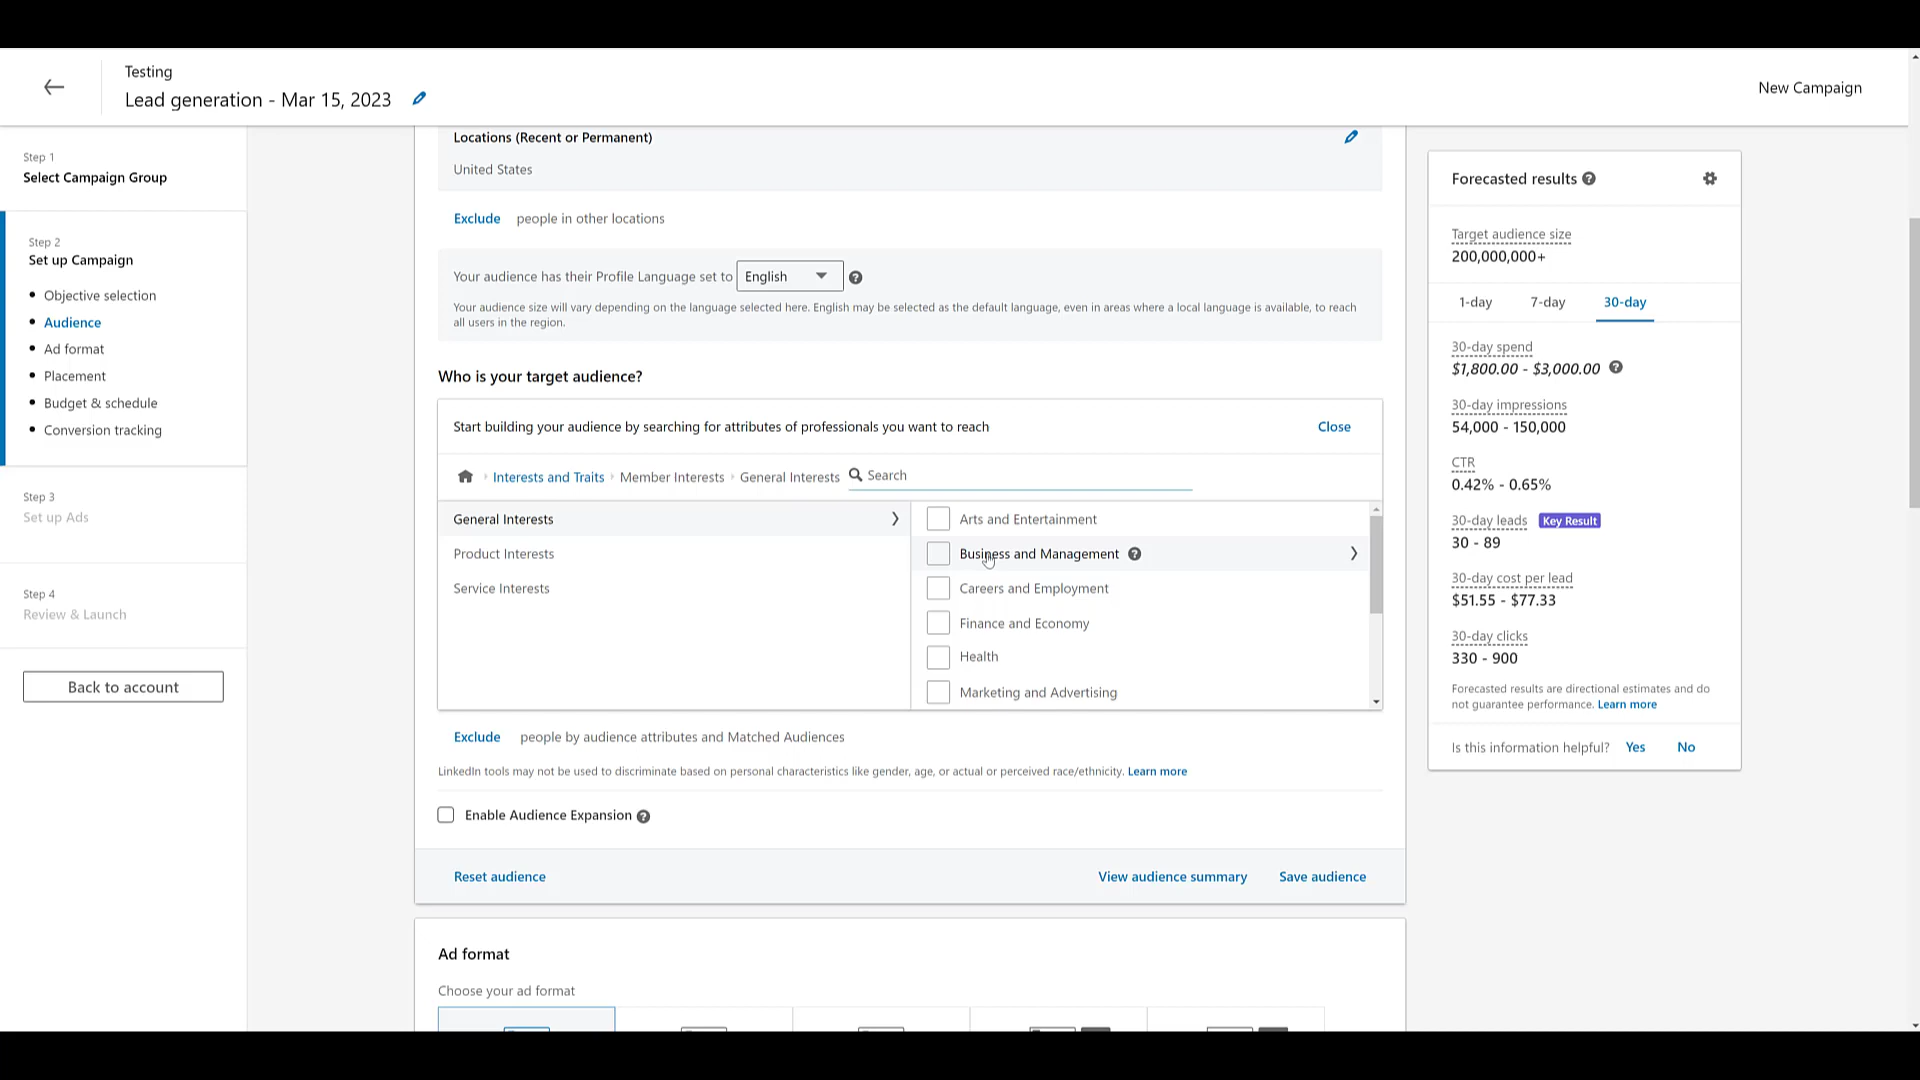 Testing
Lead generation - Mar 15, 2023
New Campaign
Step 1
Select Campaign Group
Step 2
Set up Campaign
Objective selection
Audience
Ad format
Placement
Budget & schedule
Conversion tracking
Step 3
Set up Ads
Step 4
Review & Launch
Back to account
Locations (Recent or Permanent)
United States
Exclude people in other locations
Your audience has their Profile Language set to English
Your audience size will vary depending on the language selected here. English may be selected as the default language, even in areas where a local language is available, to reach
all users in the region.
Who is your target audience?
Start building your audience by searching for attributes of professionals you want to reach Close
Interests and Traits Member Interests General Interests Search
General Interests
Product Interests
Service Interests
Arts and Entertainment
Business and Management
Careers and Employment
Finance and Economy
Health
Marketing and Advertising
Exclude people by audience attributes and Matched Audiences
LinkedIn tools may not be used to discriminate based on personal characteristics like gender, age, or actual or perceived race/ethnicity. Learn more
Enable Audience Expansion
Reset audience View audience summary Save audience
Ad format
Choose your ad format
Forecasted results
Target audience size
200,000,000+
1-day 7-day 30-day
30-day spend
$1,800.00 - $3,000.00
30-day impressions
54,000 - 150,000
CTR
0.42% - 0.65%
30-day leads Key Result
30 - 89
30-day cost per lead
$51.55 - $77.33
30-day clicks
330 - 900
Forecasted results are directional estimates and do
not guarantee performance. Learn more
Is this information helpful? Yes No